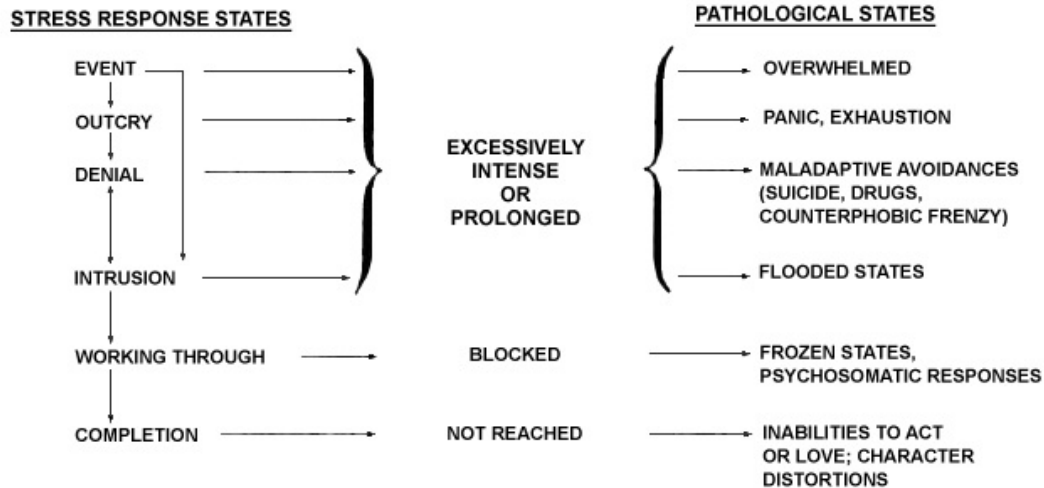 STRESS RESPONSE STATES
PATHOLOGICAL STATES
EVENT
OVERWHELMED
OUTCRY
PANIC, EXHAUSTION
EXCESSIVELY
INTENSE
OR
PROLONGED
DENIAL
MALADAPTIVE AVOIDANCES
(SUICIDE, DRUGS,
COUNTERPHOBIC FRENZY)
INTRUSION
FLOODED STATES
WORKING THROUGH
BLOCKED
FROZEN STATES,
PSYCHOSOMATIC RESPONSES
COMPLETION
NOT REACHED
INABILITIES TO ACT
OR LOVE; CHARACTER
DISTORTIONS